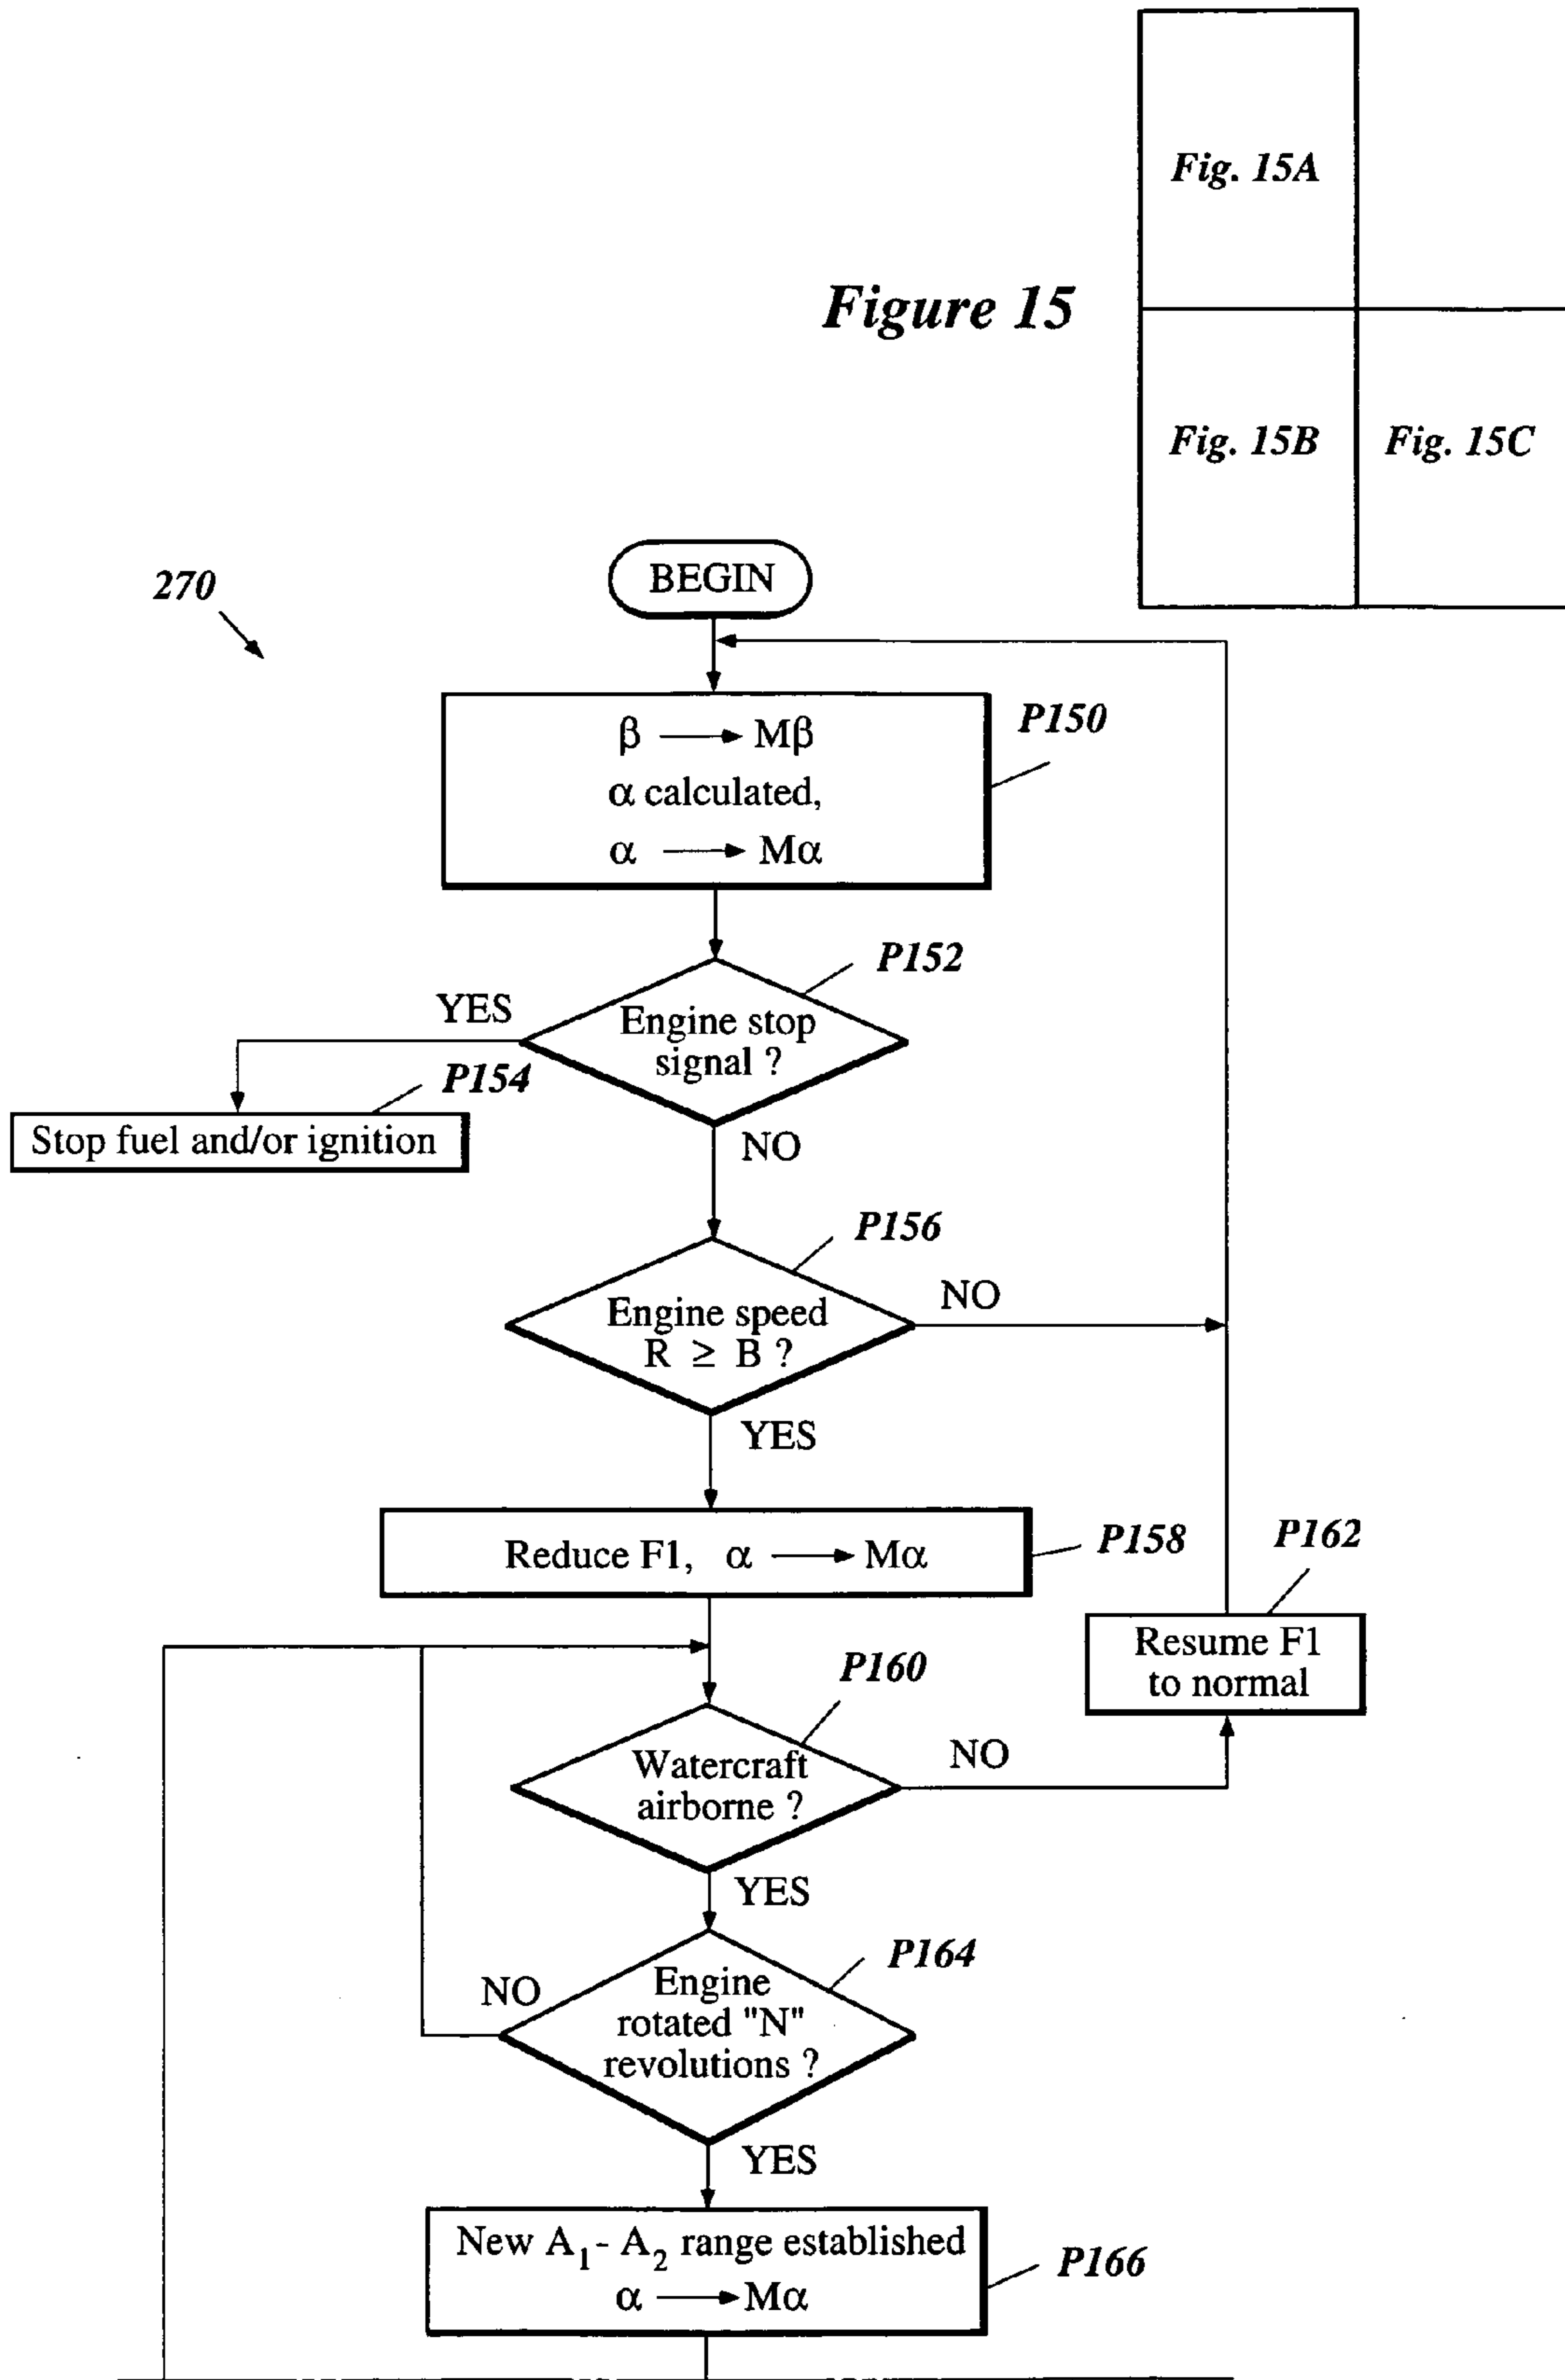 Fig. 15A
Figure 15
Fig. 15B
Fig. 15C
270
BEGIN
P150
β → Mβ
α calculated,
α → Mα
P152
YES
Engine stop
signal ?
P154
Stop fuel and/or ignition
NO
P156
Engine speed
R ≥ B ?
NO
YES
P158
Reduce F1, α → Mα
P162
Resume F1
to normal
P160
Watercraft
airborne ?
NO
YES
P164
NO
Engine
rotated "N"
revolutions ?
YES
New A₁- A₂ range established
α → Mα
P166